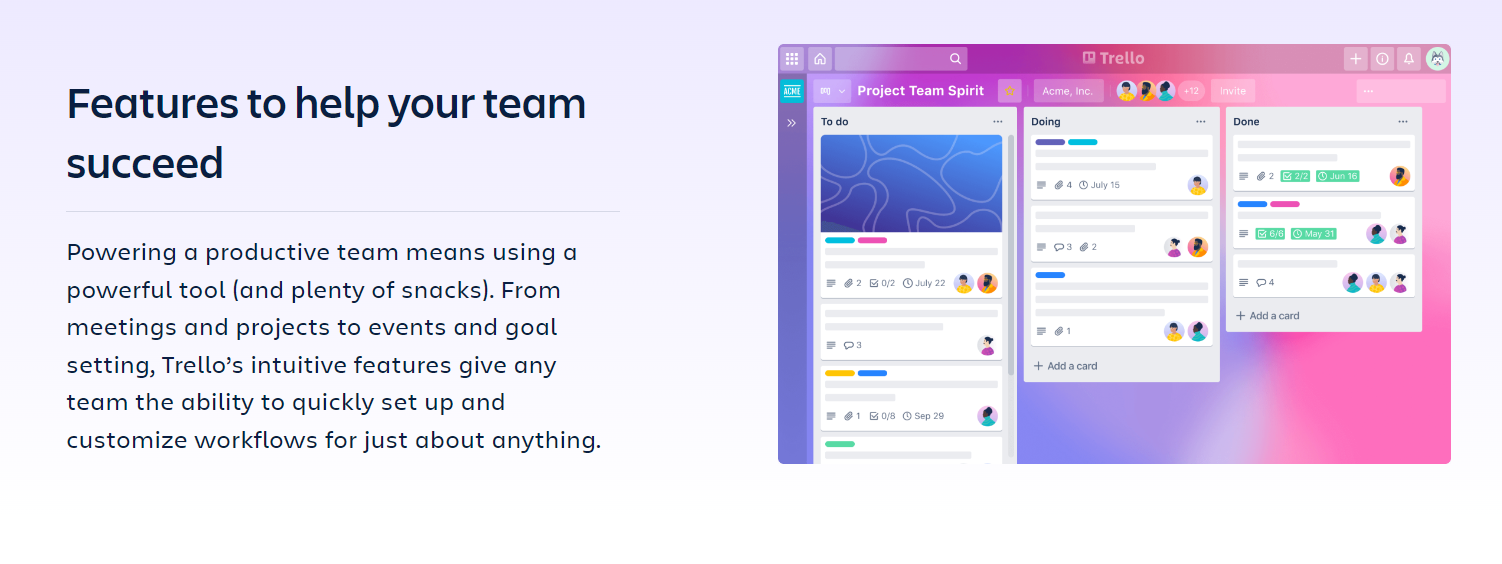 Features to help your team
succeed
Powering a productive team means using a
powerful tool (and plenty of snacks). From
meetings and projects to events and goal
setting, Trello’s intuitive features give any
team the ability to quickly set up and
customize workflows for just about anything.
Trello
ACME
Project Team Spirit
Acme, Inc.
+12
Invite
To do
2 0/2 July 22
3
1 0/8 Sep 29
Doing
4 July 15
3 2
1
+ Add a card
Done
2 2/2 Jun 16
6/6 May 31
4
+ Add a card